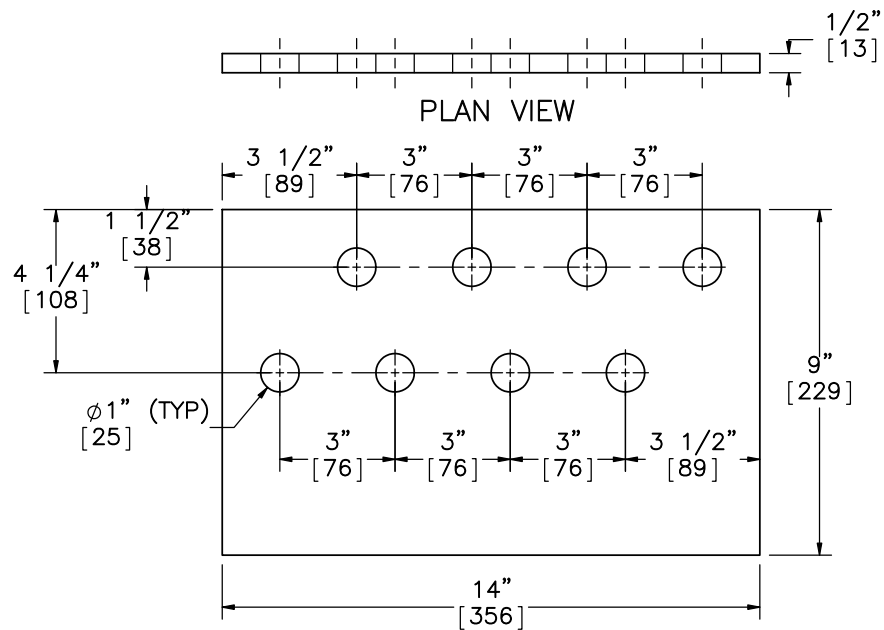 1/2”
[13]
PLAN VIEW
3 1/2” 3” 3” 3”
[89] [76] [76] [76]
1 1/2”
[38]
4 1/4”
[108]
9”
[229]
⌀1” (TYP)
[25]
3” 3” 3” 3 1/2”
[76] [76] [76] [89]
14”
[356]